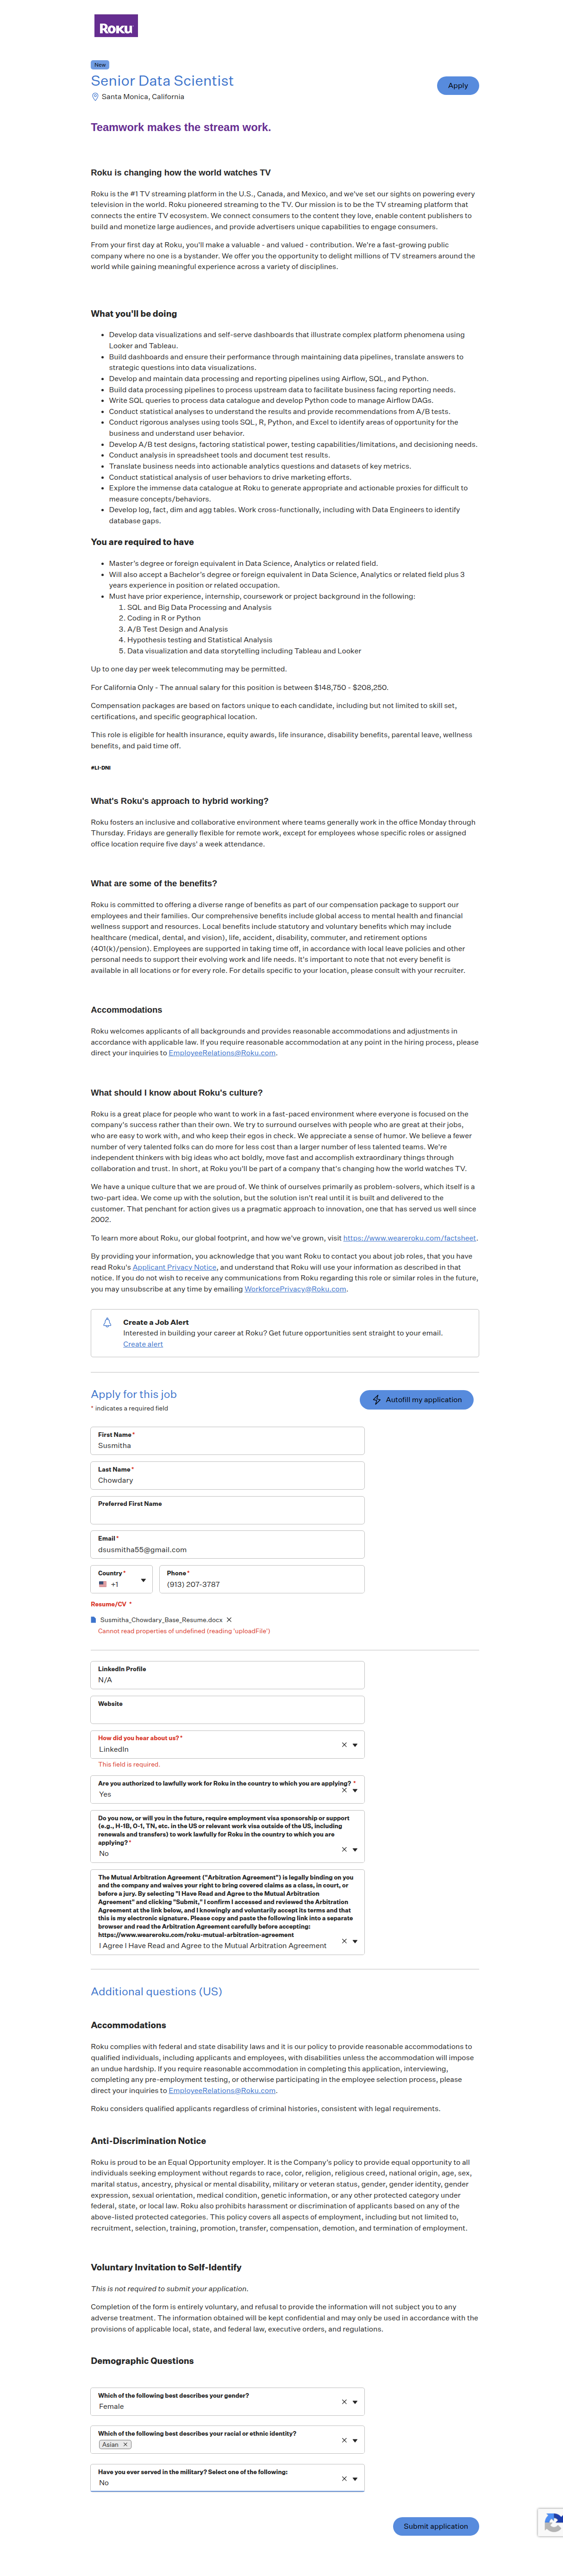 Roku
New
Senior Data Scientist
Santa Monica, California
Apply
Teamwork makes the stream work.
Roku is changing how the world watches TV
Roku is the #1 TV streaming platform in the U.S., Canada, and Mexico, and we've set our sights on powering every
television in the world. Roku pioneered streaming to the TV. Our mission is to be the TV streaming platform that
connects the entire TV ecosystem. We connect consumers to the content they love, enable content publishers to
build and monetize large audiences, and provide advertisers unique capabilities to engage consumers.
From your first day at Roku, you'll make a valuable - and valued - contribution. We're a fast-growing public
company where no one is a bystander. We offer you the opportunity to delight millions of TV streamers around the
world while gaining meaningful experience across a variety of disciplines.
What you'll be doing
• Develop data visualizations and self-serve dashboards that illustrate complex platform phenomena using
Looker and Tableau.
• Build dashboards and ensure their performance through maintaining data pipelines, translate answers to
strategic questions into data visualizations.
• Develop and maintain data processing and reporting pipelines using Airflow, SQL, and Python.
• Build data processing pipelines to process upstream data to facilitate business facing reporting needs.
• Write SQL queries to process data catalogue and develop Python code to manage Airflow DAGs.
• Conduct statistical analyses to understand the results and provide recommendations from A/B tests.
• Conduct rigorous analyses using tools SQL, R, Python, and Excel to identify areas of opportunity for the
business and understand user behavior.
• Develop A/B test designs, factoring statistical power, testing capabilities/limitations, and decisioning needs.
• Conduct analysis in spreadsheet tools and document test results.
• Translate business needs into actionable analytics questions and datasets of key metrics.
• Conduct statistical analysis of user behaviors to drive marketing efforts.
• Explore the immense data catalogue at Roku to generate appropriate and actionable proxies for difficult to
measure concepts/behaviors.
• Develop log, fact, dim and agg tables. Work cross-functionally, including with Data Engineers to identify
database gaps.
You are required to have
• Master's degree or foreign equivalent in Data Science, Analytics or related field.
• Will also accept a Bachelor's degree or foreign equivalent in Data Science, Analytics or related field plus 3
years experience in position or related occupation.
• Must have prior experience, internship, coursework or project background in the following:
1. SQL and Big Data Processing and Analysis
2. Coding in R or Python
3. A/B Test Design and Analysis
4. Hypothesis testing and Statistical Analysis
5. Data visualization and data storytelling including Tableau and Looker
Up to one day per week telecommuting may be permitted.
For California Only - The annual salary for this position is between $148,750 - $208,250.
Compensation packages are based on factors unique to each candidate, including but not limited to skill set,
certifications, and specific geographical location.
This role is eligible for health insurance, equity awards, life insurance, disability benefits, parental leave, wellness
benefits, and paid time off.
#LI-DNI
What's Roku's approach to hybrid working?
Roku fosters an inclusive and collaborative environment where teams generally work in the office Monday through
Thursday. Fridays are generally flexible for remote work, except for employees whose specific roles or assigned
office location require five days' a week attendance.
What are some of the benefits?
Roku is committed to offering a diverse range of benefits as part of our compensation package to support our
employees and their families. Our comprehensive benefits include global access to mental health and financial
wellness support and resources. Local benefits include statutory and voluntary benefits which may include
healthcare (medical, dental, and vision), life, accident, disability, commuter, and retirement options
(401(k)/pension). Employees are supported in taking time off, in accordance with local leave policies and other
personal needs to support their evolving work and life needs. It's important to note that not every benefit is
available in all locations or for every role. For details specific to your location, please consult with your recruiter.
Accommodations
Roku welcomes applicants of all backgrounds and provides reasonable accommodations and adjustments in
accordance with applicable law. If you require reasonable accommodation at any point in the hiring process, please
direct your inquiries to EmployeeRelations@Roku.com.
What should I know about Roku's culture?
Roku is a great place for people who want to work in a fast-paced environment where everyone is focused on the
company's success rather than their own. We try to surround ourselves with people who are great at their jobs,
who are easy to work with, and who keep their egos in check. We appreciate a sense of humor. We believe a fewer
number of very talented folks can do more for less cost than a larger number of less talented teams. We're
independent thinkers with big ideas who act boldly, move fast and accomplish extraordinary things through
collaboration and trust. In short, at Roku you'll be part of a company that's changing how the world watches TV.
We have a unique culture that we are proud of. We think of ourselves primarily as problem-solvers, which itself is a
two-part idea. We come up with the solution, but the solution isn't real until it is built and delivered to the
customer. That penchant for action gives us a pragmatic approach to innovation, one that has served us well since
2002.
To learn more about Roku, our global footprint, and how we've grown, visit https://www.weareroku.com/factsheet.
By providing your information, you acknowledge that you want Roku to contact you about job roles, that you have
read Roku's Applicant Privacy Notice, and understand that Roku will use your information as described in that
notice. If you do not wish to receive any communications from Roku regarding this role or similar roles in the future,
you may unsubscribe at any time by emailing WorkforcePrivacy@Roku.com.
Create a Job Alert
Interested in building your career at Roku? Get future opportunities sent straight to your email.
Create alert
Apply for this job
* indicates a required field
Autofill my application
First Name*
Susmitha
Last Name*
Chowdary
Preferred First Name
Email*
dsusmitha55@gmail.com
Country*
+1
Phone*
(913) 207-3787
Resume/CV *
Susmitha_Chowdary_Base_Resume.docx
Cannot read properties of undefined (reading 'uploadFile')
LinkedIn Profile
N/A
Website
How did you hear about us?*
LinkedIn
This field is required.
Are you authorized to lawfully work for Roku in the country to which you are applying? *
Yes
Do you now, or will you in the future, require employment visa sponsorship or support
(e.g., H-1B, O-1, TN, etc. in the US or relevant work visa outside of the US, including
renewals and transfers) to work lawfully for Roku in the country to which you are
applying?*
No
The Mutual Arbitration Agreement ("Arbitration Agreement") is legally binding on you
and the company and waives your right to bring covered claims as a class, in court, or
before a jury. By selecting "I Have Read and Agree to the Mutual Arbitration
Agreement" and clicking "Submit," I confirm I accessed and reviewed the Arbitration
Agreement at the link below, and I knowingly and voluntarily accept its terms and that
this is my electronic signature. Please copy and paste the following link into a separate
browser and read the Arbitration Agreement carefully before accepting:
https://www.weareroku.com/roku-mutual-arbitration-agreement
I Agree I Have Read and Agree to the Mutual Arbitration Agreement
Additional questions (US)
Accommodations
Roku complies with federal and state disability laws and it is our policy to provide reasonable accommodations to
qualified individuals, including applicants and employees, with disabilities unless the accommodation will impose
an undue hardship. If you require reasonable accommodation in completing this application, interviewing,
completing any pre-employment testing, or otherwise participating in the employee selection process, please
direct your inquiries to EmployeeRelations@Roku.com.
Roku considers qualified applicants regardless of criminal histories, consistent with legal requirements.
Anti-Discrimination Notice
Roku is proud to be an Equal Opportunity employer. It is the Company's policy to provide equal opportunity to all
individuals seeking employment without regards to race, color, religion, religious creed, national origin, age, sex,
marital status, ancestry, physical or mental disability, military or veteran status, gender, gender identity, gender
expression, sexual orientation, medical condition, genetic information, or any other protected category under
federal, state, or local law. Roku also prohibits harassment or discrimination of applicants based on any of the
above-listed protected categories. This policy covers all aspects of employment, including but not limited to,
recruitment, selection, training, promotion, transfer, compensation, demotion, and termination of employment.
Voluntary Invitation to Self-Identify
This is not required to submit your application.
Completion of the form is entirely voluntary, and refusal to provide the information will not subject you to any
adverse treatment. The information obtained will be kept confidential and may only be used in accordance with the
provisions of applicable local, state, and federal law, executive orders, and regulations.
Demographic Questions
Which of the following best describes your gender?
Female
Which of the following best describes your racial or ethnic identity?
Asian
Have you ever served in the military? Select one of the following:
No
Submit application